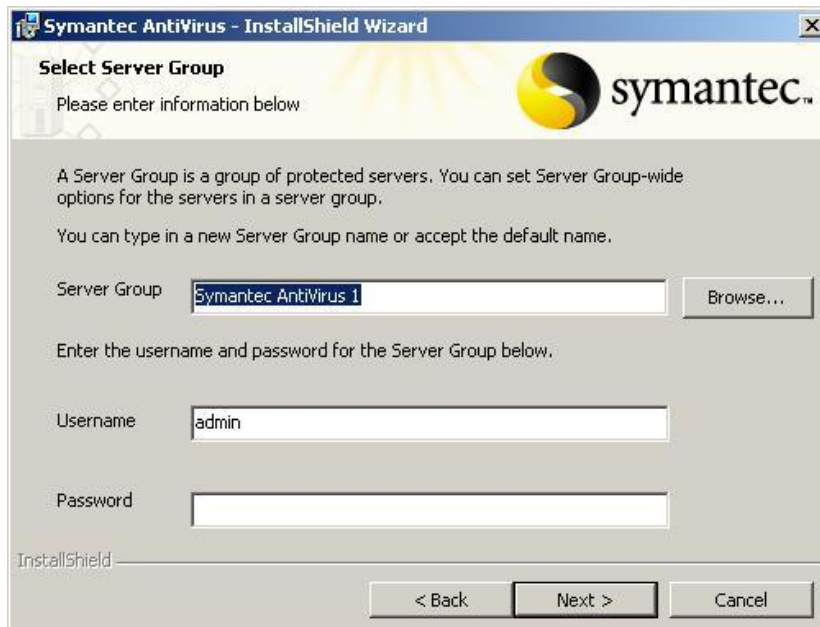 Symantec AntiVirus - InstallShield Wizard
Select Server Group
Please enter information below
symantec™
A Server Group is a group of protected servers. You can set Server Group-wide
options for the servers in a server group.
You can type in a new Server Group name or accept the default name.
Server Group
Symantec AntiVirus 1
Browse...
Enter the username and password for the Server Group below.
Username
admin
Password
InstallShield
< Back
Next >
Cancel